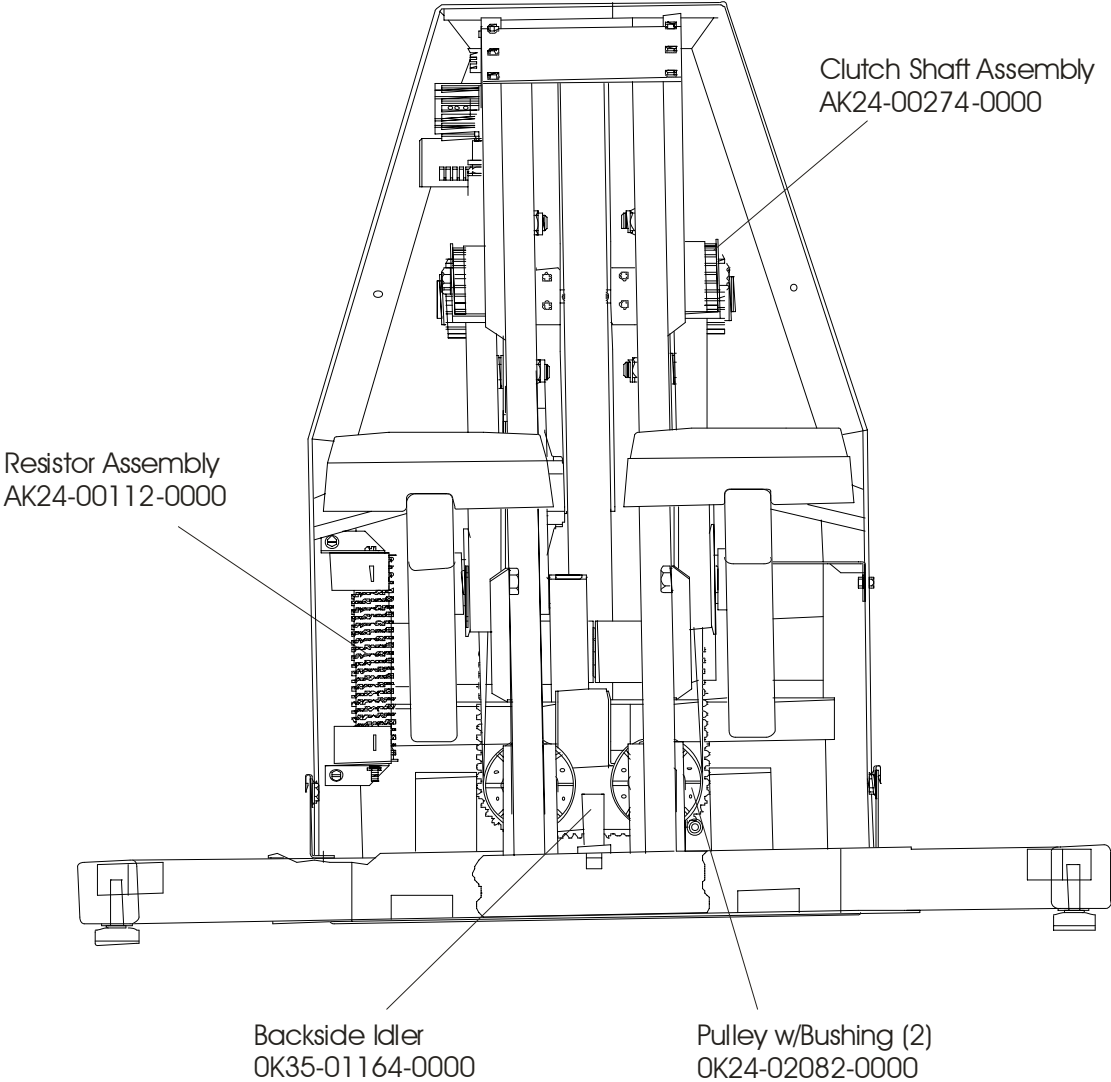 Clutch Shaft Assembly
AK24-00274-0000
Resistor Assembly
AK24-00112-0000
Backside Idler
0K35-01164-0000
Pulley w/Bushing (2)
0K24-02082-0000